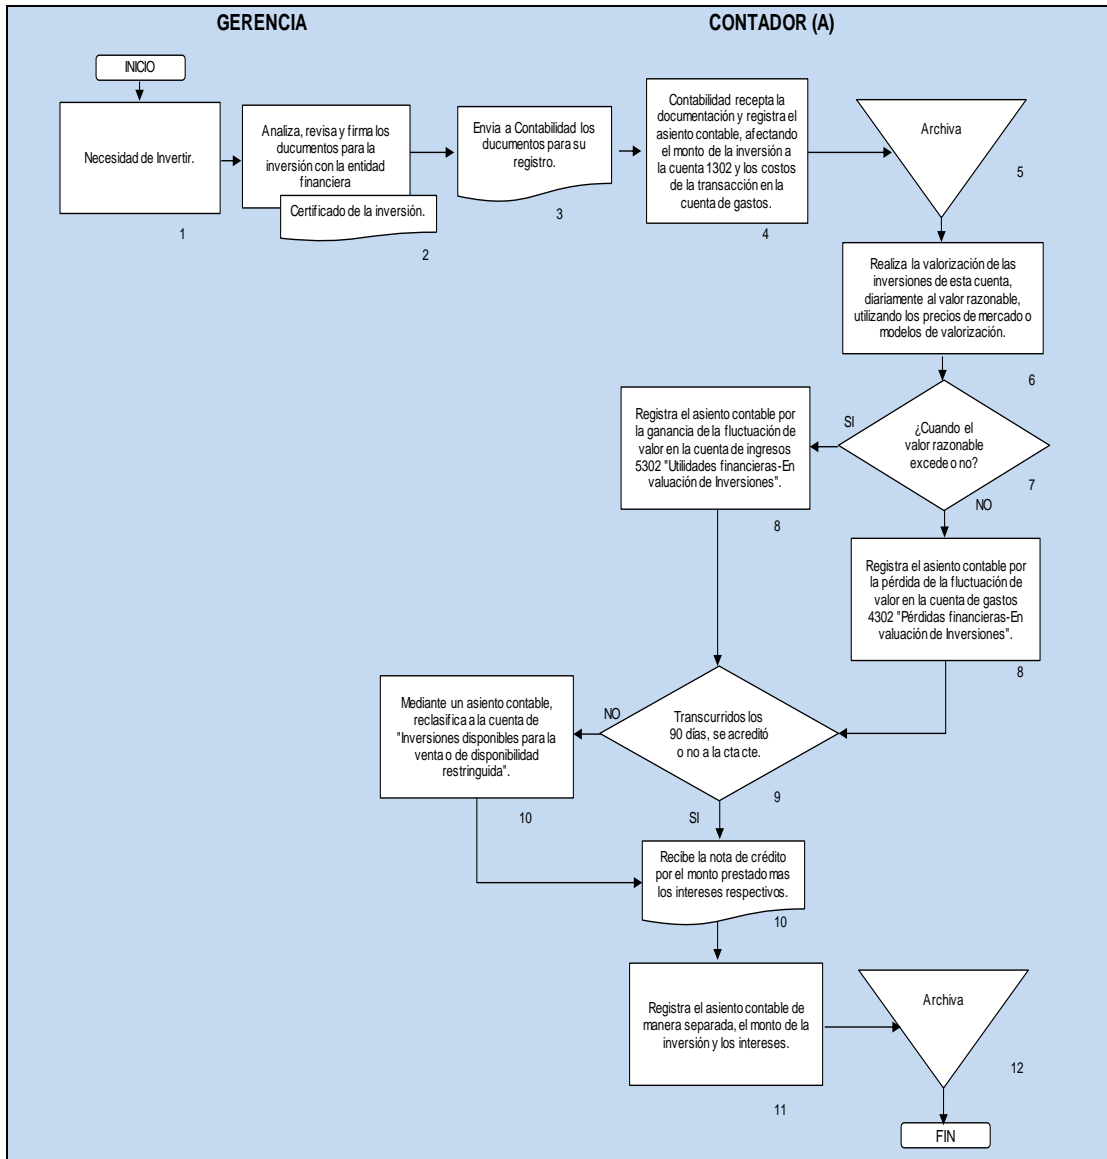 GERENCIA
CONTADOR (A)
INICIO
Necesidad de Invertir.
1
Analiza, revisa y firma los
ducumentos para la
inversión con la entidad
financiera
Certificado de la inversión.
2
Envia a Contabilidad los
ducumentos para su
registro.
3
Contabilidad recepta la
documentación y registra el
asiento contable, afectando
el monto de la inversión a
la cuenta 1302 y los costos
de la transacción en la
cuenta de gastos.
4
Archiva
5
Realiza la valorización de las
inversiones de esta cuenta,
diariamente al valor razonable,
utilizando los precios de mercado o
modelos de valorización.
6
¿Cuando el
valor razonable
excede o no?
7
SI
NO
Registra el asiento contable por
la ganancia de la fluctuación de
valor en la cuenta de ingresos
5302 "Utilidades financieras-En
valuación de Inversiones".
8
Registra el asiento contable por
la pérdida de la fluctuación de
valor en la cuenta de gastos
4302 "Pérdidas financieras-En
valuación de Inversiones".
8
Transcurridos los
90 días, se acreditó
o no a la cta cte.
9
NO
SI
Mediante un asiento contable,
reclasifica a la cuenta de
"Inversiones disponibles para la
venta o de disponibilidad
restringuida".
10
Recibe la nota de crédito
por el monto prestado mas
los intereses respectivos.
10
Registra el asiento contable de
manera separada, el monto de la
inversión y los intereses.
11
Archiva
12
FIN